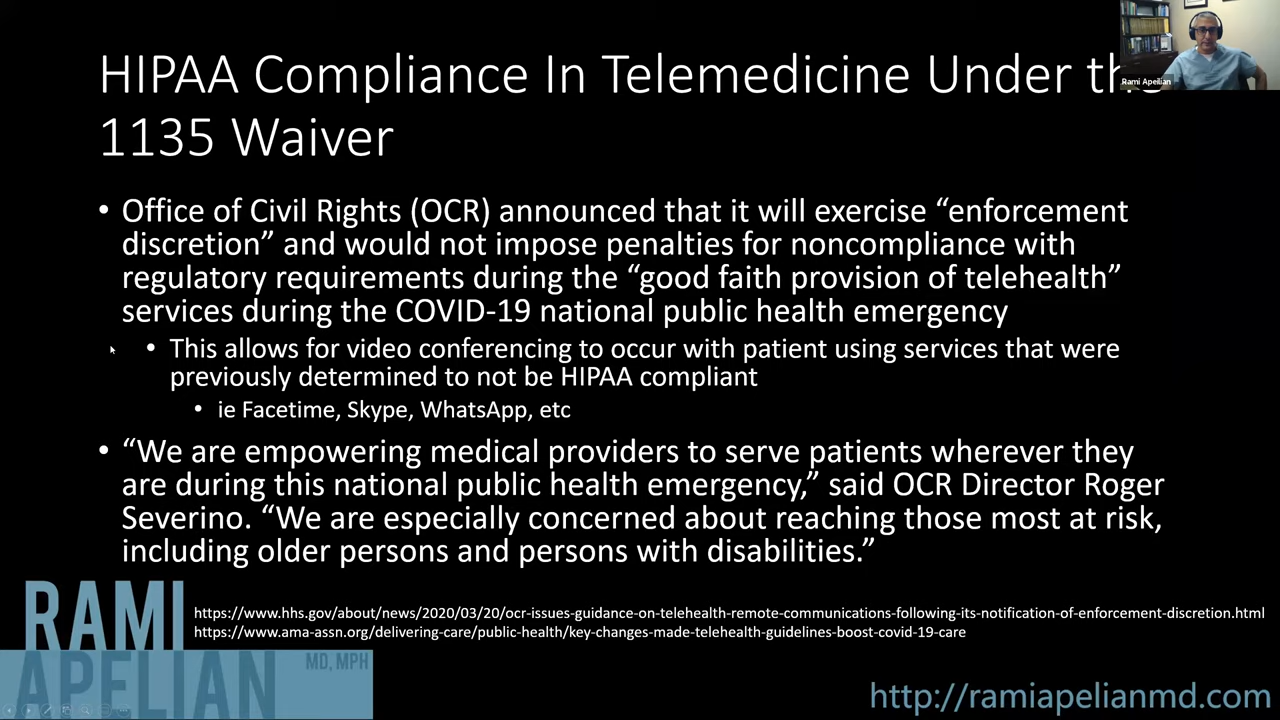 HIPAA Compliance In Telemedicine Under th
1135 Waiver
Rami Apelian
• Office of Civil Rights (OCR) announced that it will exercise “enforcement
discretion” and would not impose penalties for noncompliance with
regulatory requirements during the “good faith provision of telehealth”
services during the COVID-19 national public health emergency
• This allows for video conferencing to occur with patient using services that were
previously determined to not be HIPAA compliant
• ie Facetime, Skype, WhatsApp, etc
• “We are empowering medical providers to serve patients wherever they
are during this national public health emergency,” said OCR Director Roger
Severino. “We are especially concerned about reaching those most at risk,
including older persons and persons with disabilities.”
https://www.hhs.gov/about/news/2020/03/20/ocr-issues-guidance-on-telehealth-remote-communications-following-its-notification-of-enforcement-discretion.html
https://www.ama-assn.org/delivering-care/public-health/key-changes-made-telehealth-guidelines-boost-covid-19-care
RAMI
APELIAN
MD, MPH
http://ramiapelianmd.com